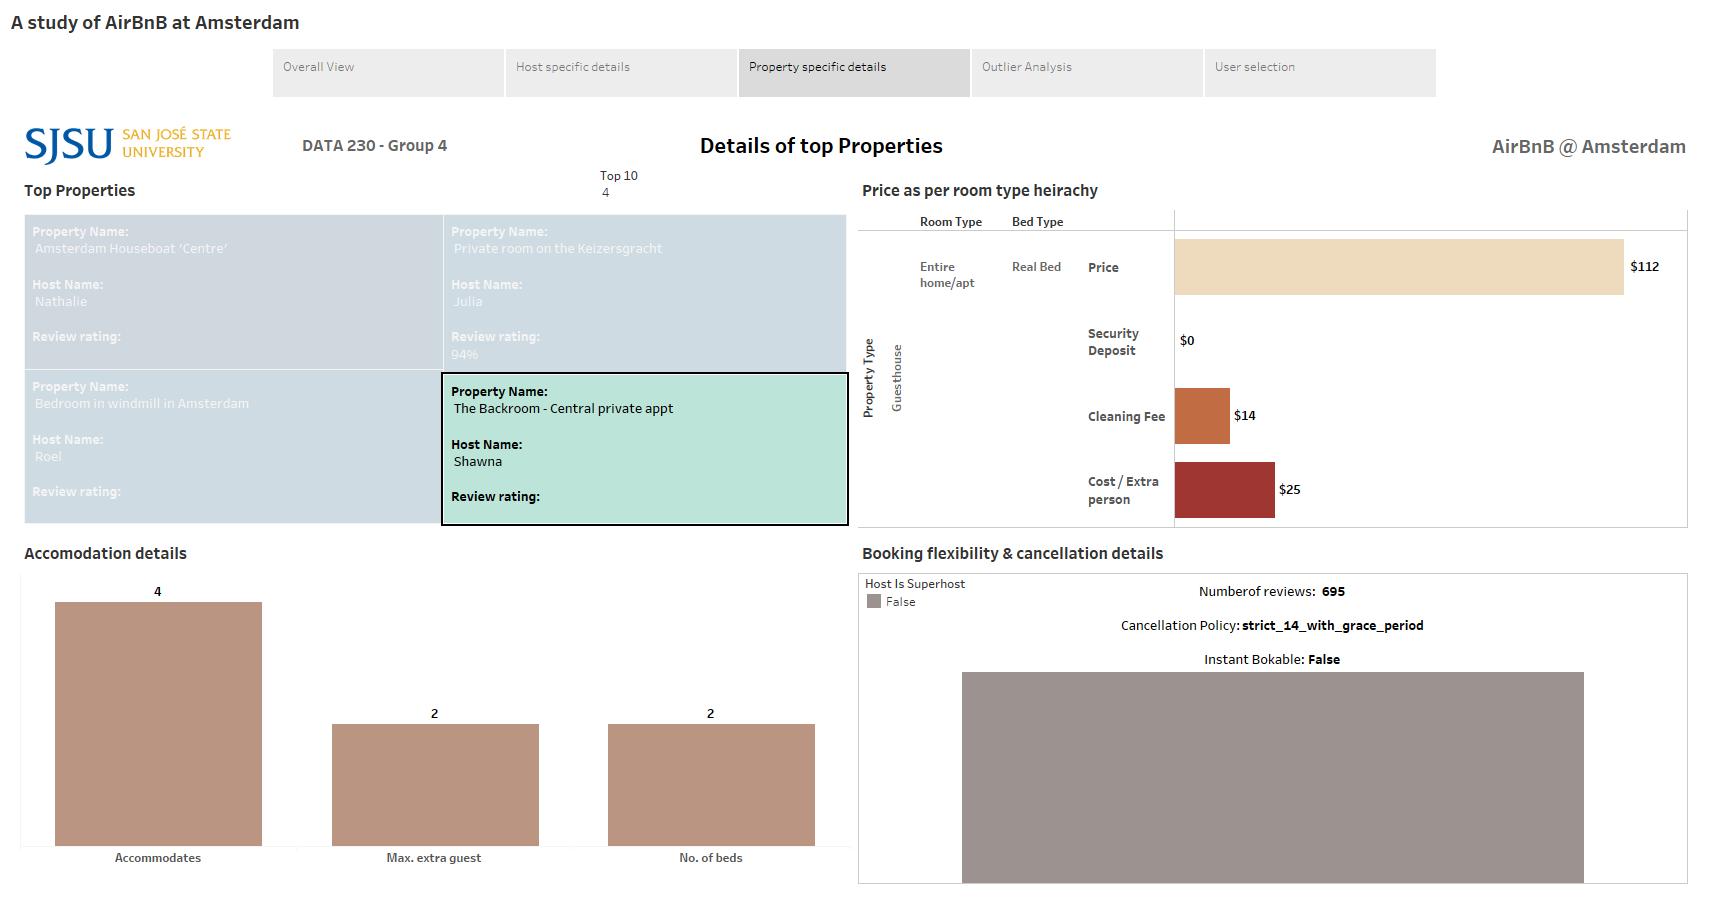 A study of AirBnB at Amsterdam
Overall View
Host specific details
Property specific details
Outlier Analysis
User selection
SJSU SAN JOSÉ STATE
UNIVERSITY
DATA 230 - Group 4
Details of top Properties
AirBnB @ Amsterdam
Top Properties
Top 10
4
Property Name:
Amsterdam Houseboat ‘Centre’
Host Name:
Nathalie
Review rating:
Property Name:
Private room on the Keizersgracht
Host Name:
Julia
Review rating:
94%
Property Name:
Bedroom in windmill in Amsterdam
Host Name:
Roel
Review rating:
Property Name:
The Backroom - Central private appt
Host Name:
Shawna
Review rating:
Price as per room type heirachy
Room Type
Bed Type
Property Type
Guesthouse
Entire
home/apt
Real Bed
Price
$112
Security
Deposit
$0
Cleaning Fee
$14
Cost / Extra
person
$25
Accomodation details
4
2
2
Accommodates
Max. extra guest
No. of beds
Booking flexibility & cancellation details
Host Is Superhost
False
Numberof reviews: 695
Cancellation Policy: strict_14_with_grace_period
Instant Bokable: False